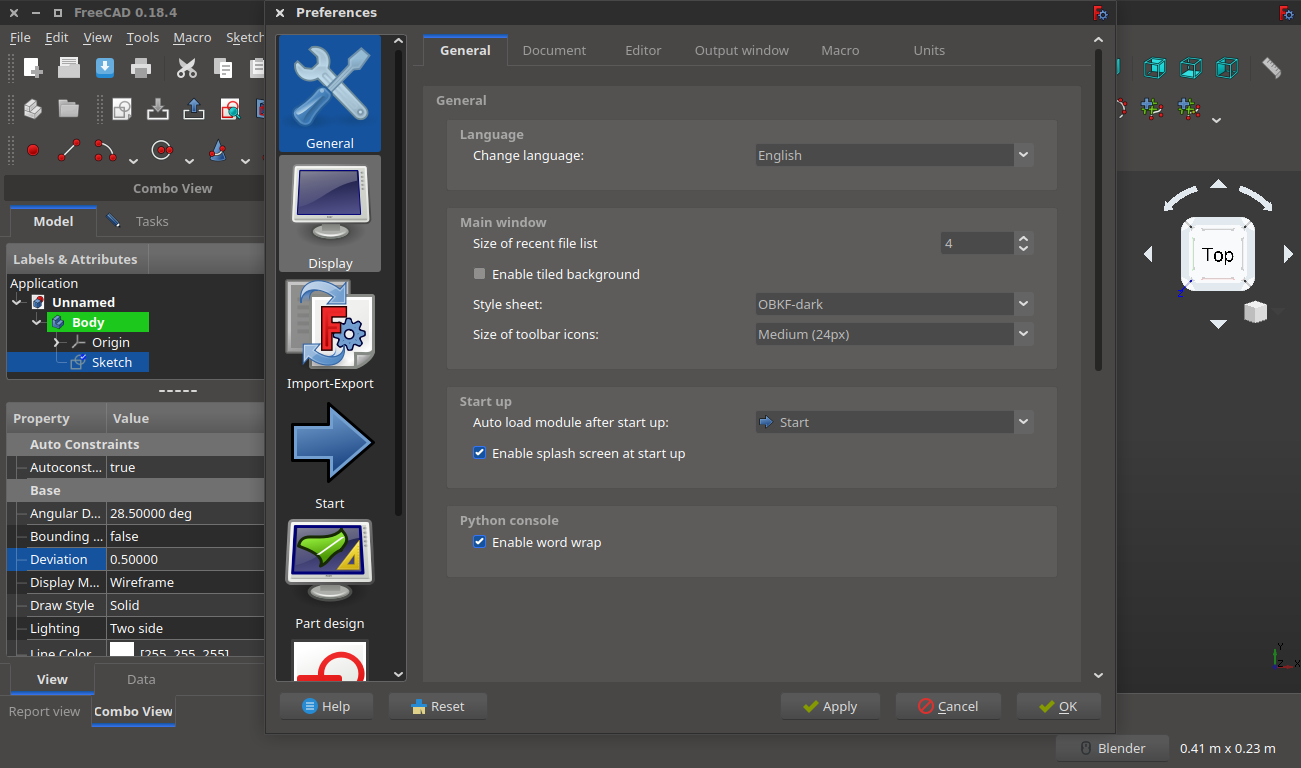 FreeCAD 0.18.4
File Edit View Tools Macro Sketch
Combo View
Model Tasks
Labels & Attributes
Application
Unnamed
Body
Origin
Sketch
Property Value
Auto Constraints
Autoconst... true
Base
Angular D... 28.50000 deg
Bounding ... false
Deviation 0.50000
Display M... Wireframe
Draw Style Solid
Lighting Two side
Line Color [255, 255, 255]
View Data
Report view Combo View
Preferences
General
Display
Import-Export
Start
Part design
General Document Editor Output window Macro Units
General
Language
Change language: English
Main window
Size of recent file list 4
Enable tiled background
Style sheet: OBKF-dark
Size of toolbar icons: Medium (24px)
Start up
Auto load module after start up: Start
Enable splash screen at start up
Python console
Enable word wrap
Help Reset Apply Cancel OK
Top
Z
Y
Z X
Blender 0.41 m x 0.23 m